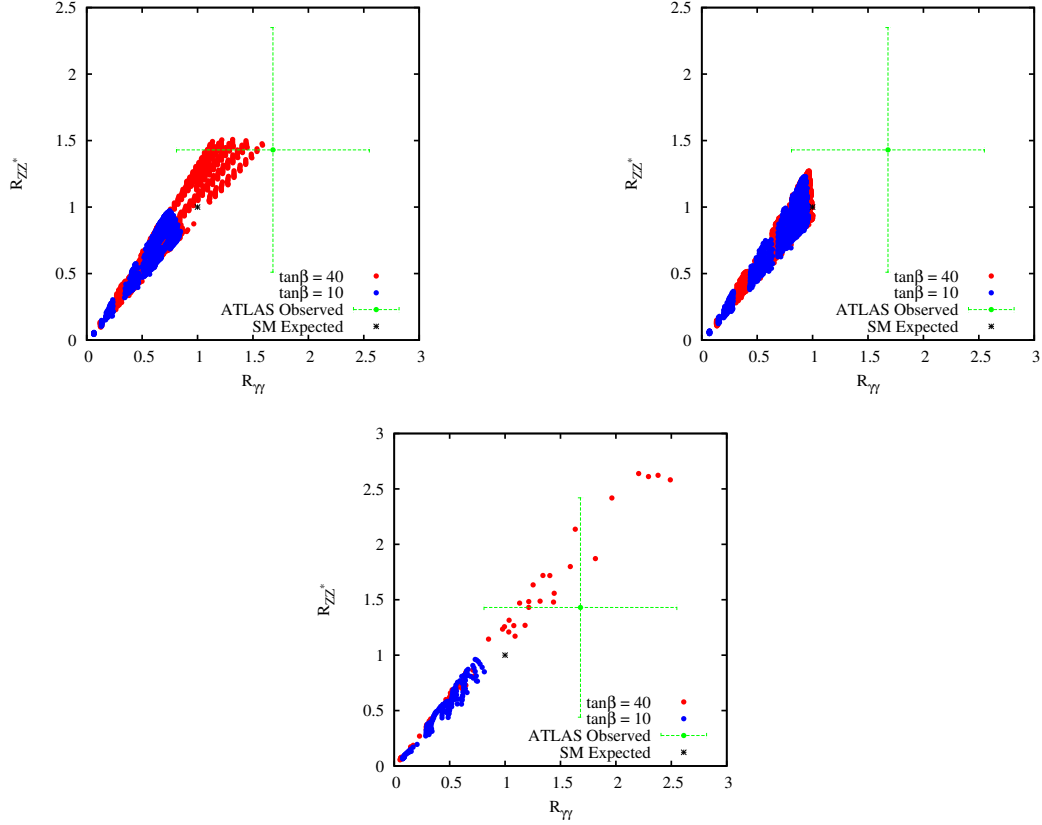 2.5
2
1.5
1
0.5
0
R_ZZ*
tanβ = 40
tanβ = 10
ATLAS Observed
SM Expected
0 0.5 1 1.5 2 2.5 3
R_γγ
2.5
2
1.5
1
0.5
0
R_ZZ*
tanβ = 40
tanβ = 10
ATLAS Observed
SM Expected
0 0.5 1 1.5 2 2.5 3
R_γγ
3
2.5
2
1.5
1
0.5
0
R_ZZ*
tanβ = 40
tanβ = 10
ATLAS Observed
SM Expected
0 0.5 1 1.5 2 2.5 3
R_γγ